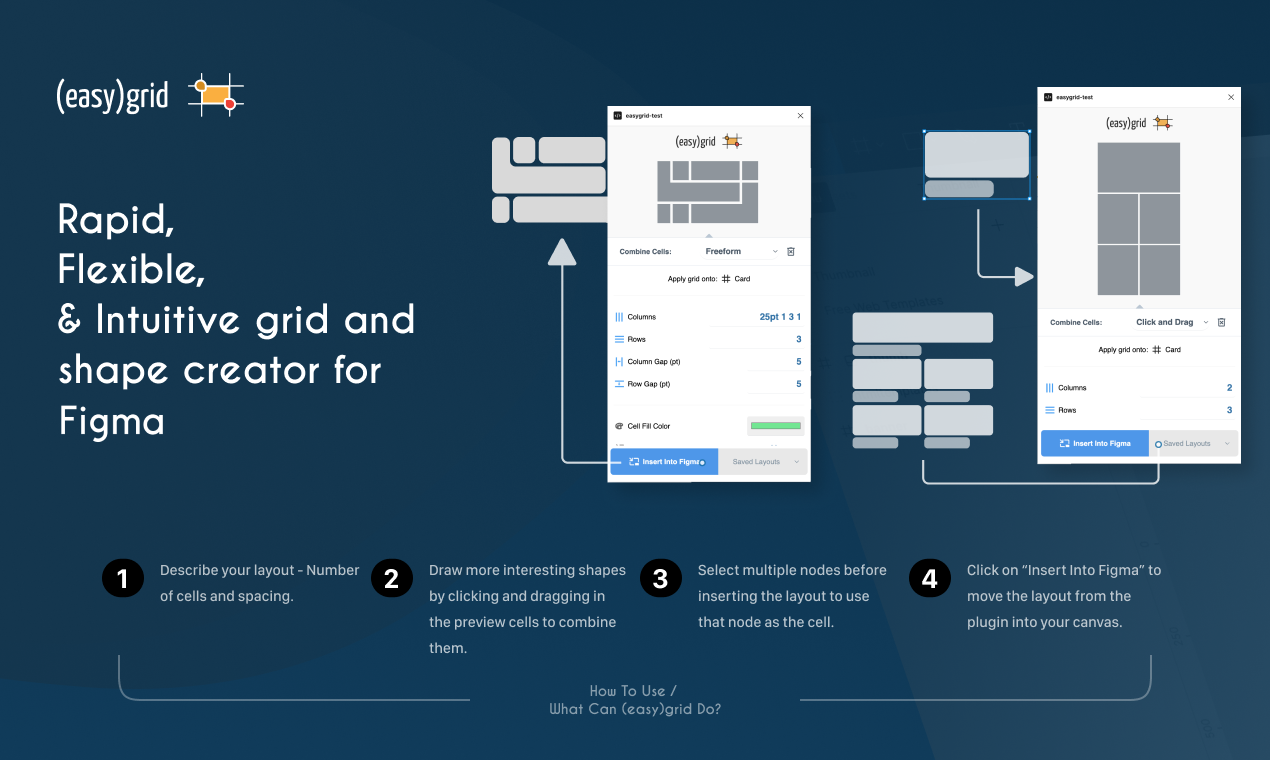 (easy)grid
Rapid,
Flexible,
& Intuitive grid and
shape creator for
Figma
easygrid-test
(easy)grid
Combine Cells:
Freeform
Apply grid onto:
Card
Columns
25pt 1 3 1
Rows
3
Column Gap (pt)
5
Row Gap (pt)
5
Cell Fill Color
Insert Into Figma
Saved Layouts
easygrid-test
(easy)grid
Combine Cells:
Click and Drag
Apply grid onto:
Card
Columns
2
Rows
3
Insert Into Figma
Saved Layouts
1
Describe your layout - Number
of cells and spacing.
2
Draw more interesting shapes
by clicking and dragging in
the preview cells to combine
them.
3
Select multiple nodes before
inserting the layout to use
that node as the cell.
4
Click on “Insert Into Figma” to
move the layout from the
plugin into your canvas.
How To Use /
What Can (easy)grid Do?